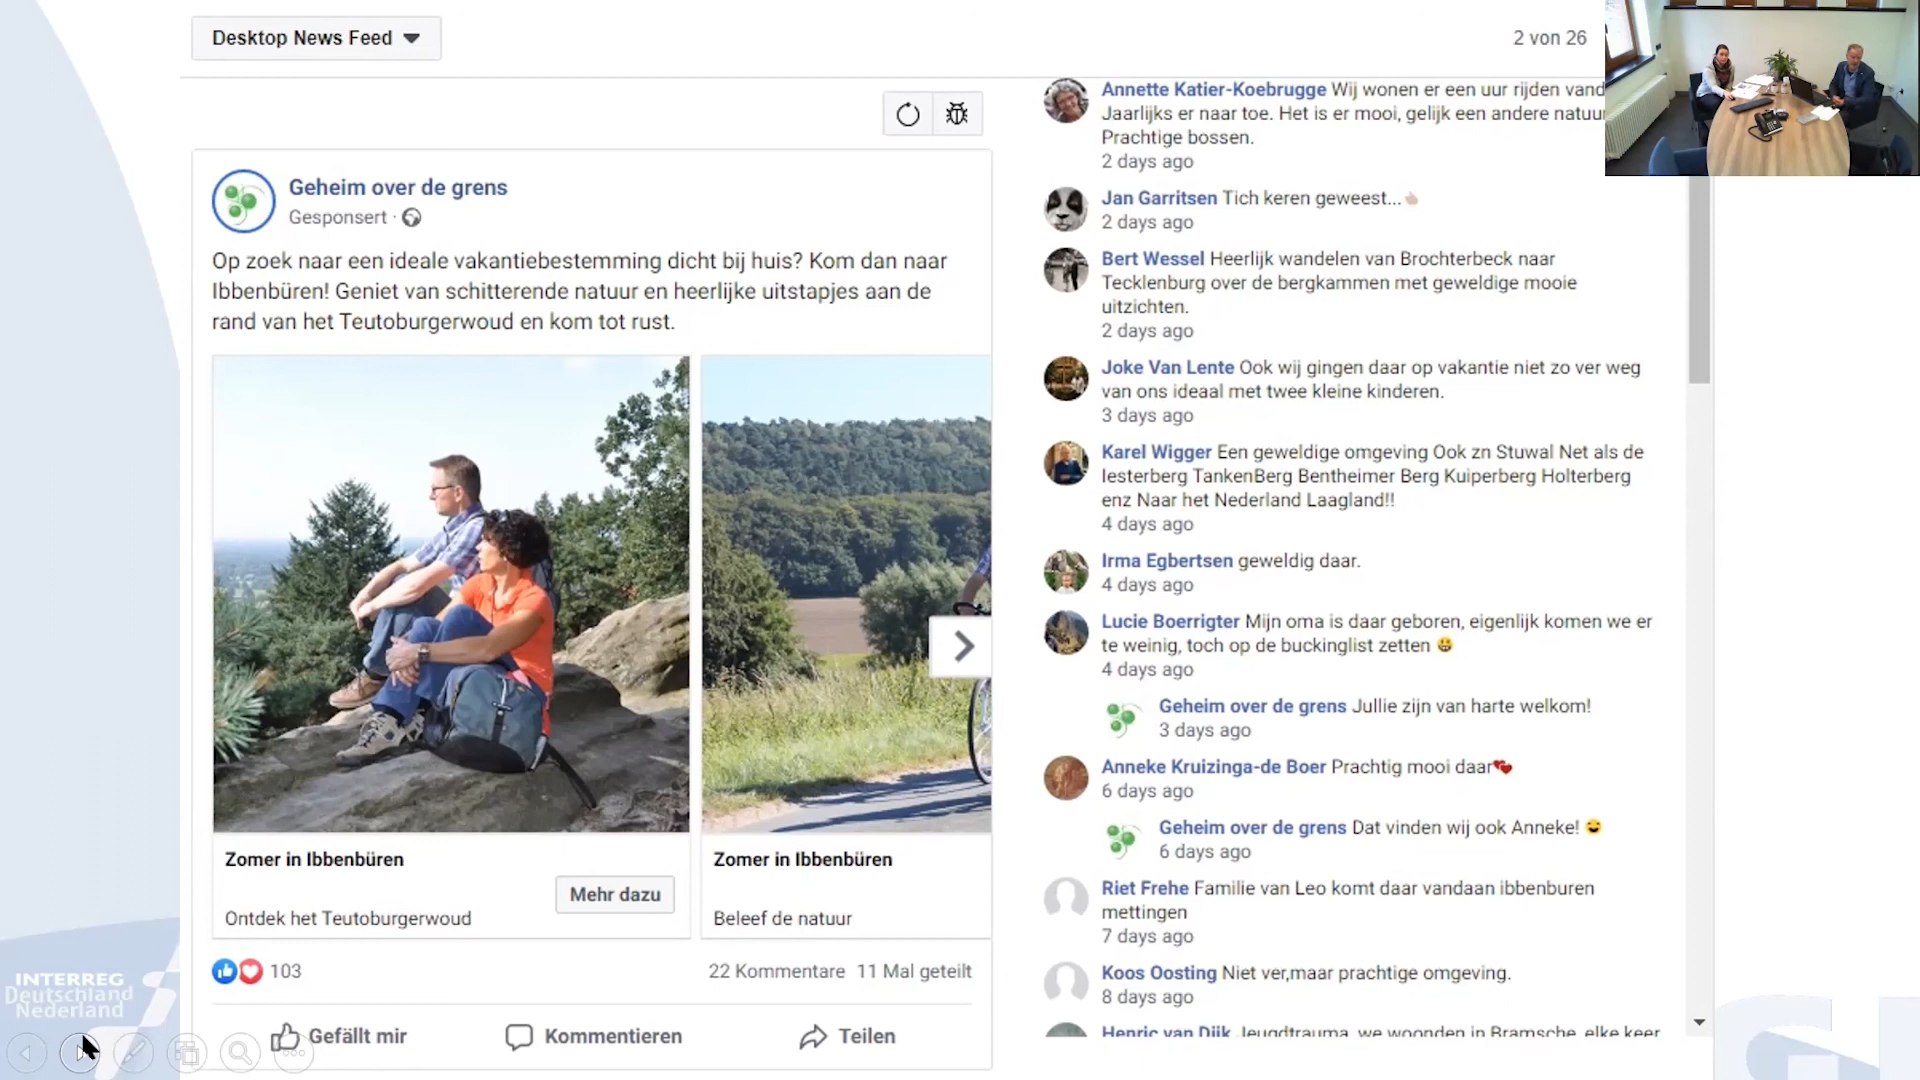 Desktop News Feed
2 von 26
Geheim over de grens
Gesponsert ·
Op zoek naar een ideale vakantiebestemming dicht bij huis? Kom dan naar
Ibbenbüren! Geniet van schitterende natuur en heerlijke uitstapjes aan de
rand van het Teutoburgerwoud en kom tot rust.
Zomer in Ibbenbüren
Mehr dazu
Ontdek het Teutoburgerwoud
Zomer in Ibbenbüren
Beleef de natuur
103
22 Kommentare 11 Mal geteilt
Gefällt mir
Kommentieren
Teilen
Annette Katier-Koebrugge Wij wonen er een uur rijden vand
Jaarlijks er naar toe. Het is er mooi, gelijk een andere natuur
Prachtige bossen.
2 days ago
Jan Garritsen Tich keren geweest...👆🏻
2 days ago
Bert Wessel Heerlijk wandelen van Brochterbeck naar
Tecklenburg over de bergkammen met geweldige mooie
uitzichten.
2 days ago
Joke Van Lente Ook wij gingen daar op vakantie niet zo ver weg
van ons ideaal met twee kleine kinderen.
3 days ago
Karel Wigger Een geweldige omgeving Ook zn Stuwal Net als de
lesterberg TankenBerg Bentheimer Berg Kuiperberg Holterberg
enz Naar het Nederland Laagland!!
4 days ago
Irma Egbertsen geweldig daar.
4 days ago
Lucie Boerrigter Mijn oma is daar geboren, eigenlijk komen we er
te weinig, toch op de buckinglist zetten 😀
4 days ago
Geheim over de grens Jullie zijn van harte welkom!
3 days ago
Anneke Kruizinga-de Boer Prachtig mooi daar💕
6 days ago
Geheim over de grens Dat vinden wij ook Anneke! 😄
6 days ago
Riet Frehe Familie van Leo komt daar vandaan ibbenburen
mettingen
7 days ago
Koos Oosting Niet ver,maar prachtige omgeving.
8 days ago
Henric van Dijk Jeugdtrauma, we woonden in Bramsche, elke keer
INTERREG
Deutschland
Nederland